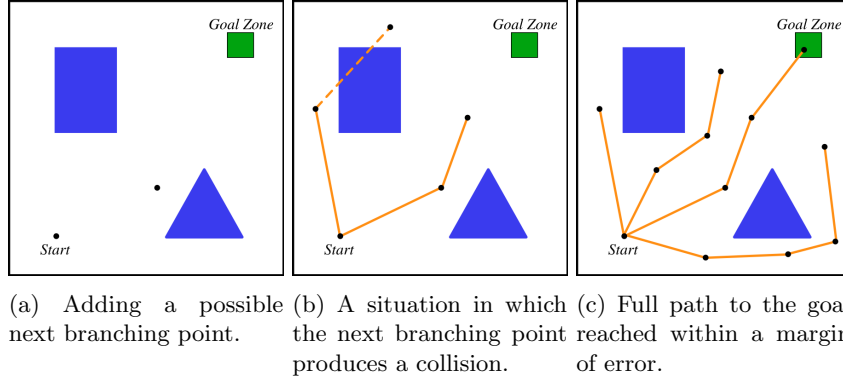 Goal Zone
Start
Goal Zone
Start
Goal Zone
Start
(a) Adding a possible
next branching point.
(b) A situation in which
the next branching point
produces a collision.
(c) Full path to the goa
reached within a margin
of error.